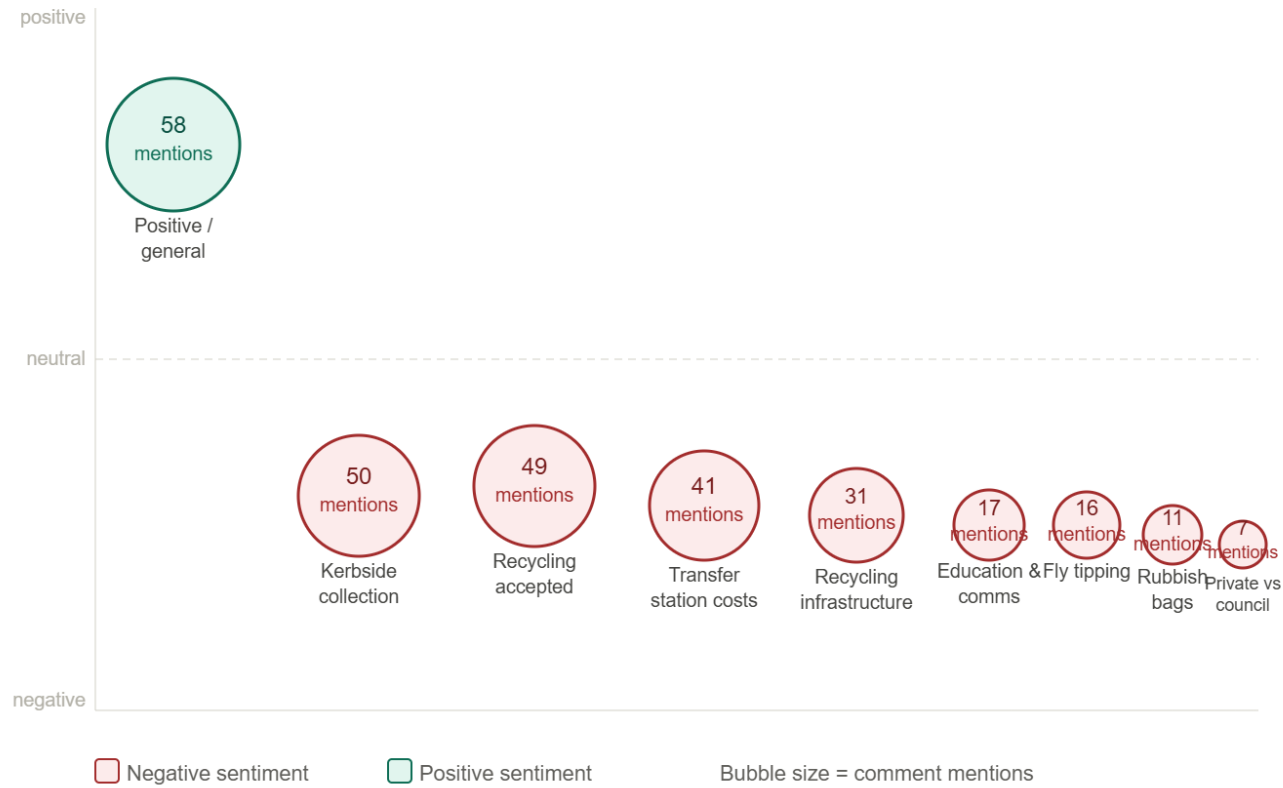 positive
58
mentions
Positive /
general
neutral
50
mentions
Kerbside
collection
49
mentions
Recycling
accepted
41
mentions
Transfer
station costs
31
mentions
Recycling
infrastructure
17
mentions
Education &
comms
16
mentions
Fly tipping
11
mentions
Rubbish
bags
7
mentions
Private vs
council
negative
Negative sentiment
Positive sentiment
Bubble size = comment mentions